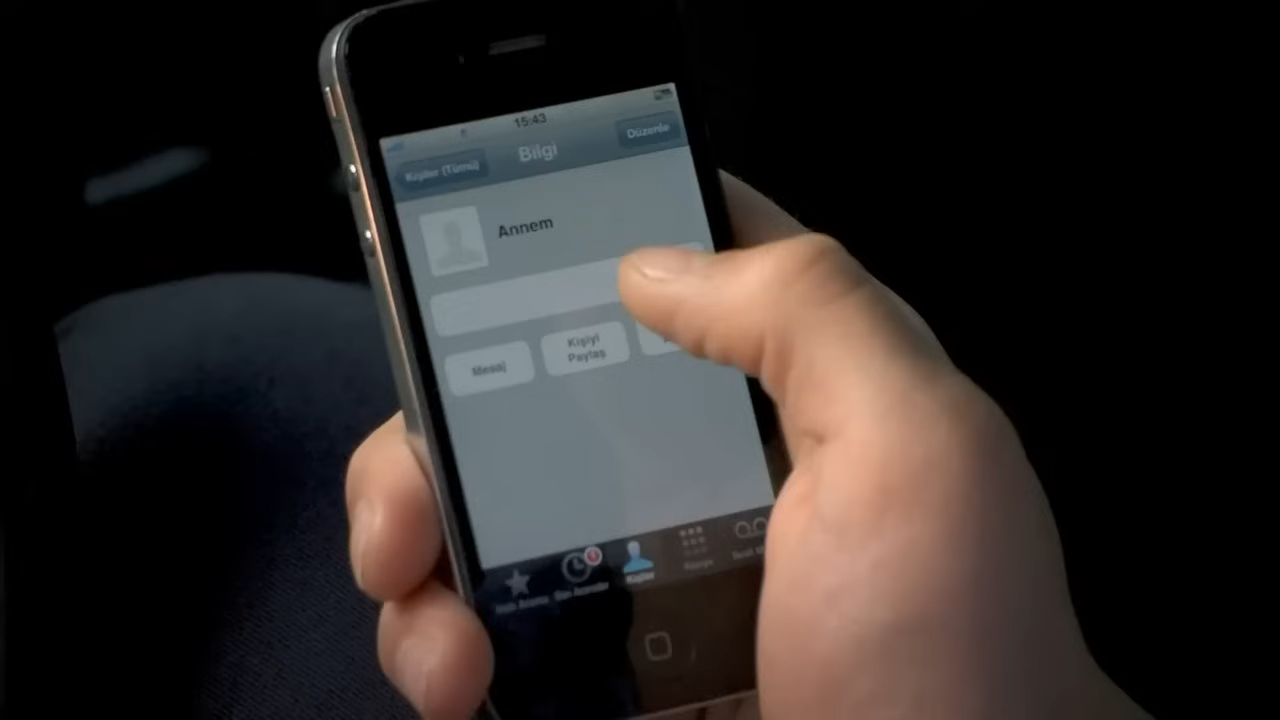 15:43
Kişiler (Tümü)
Bilgi
Düzenle
Annem
Mesaj
Kişiyi
Paylaş
Kişiler